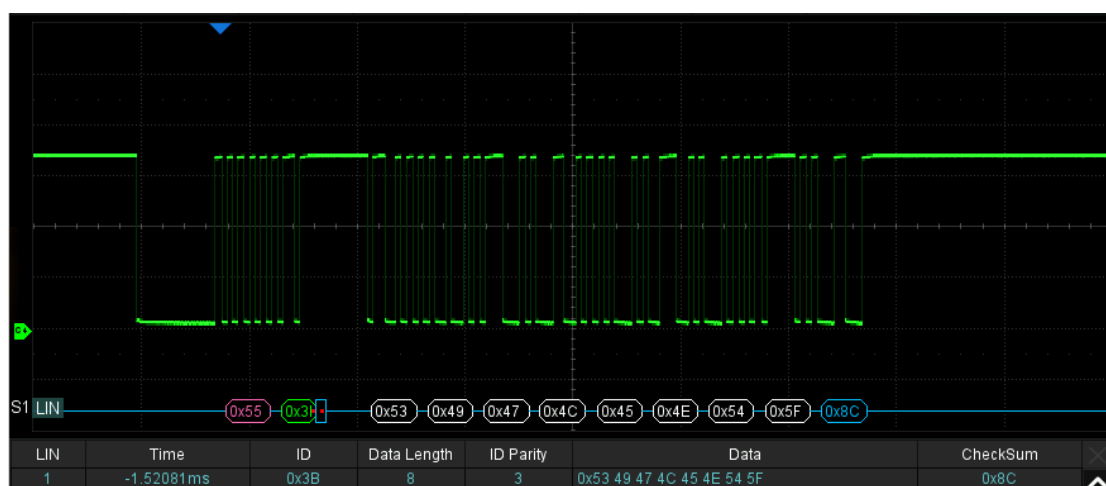 S1 LIN 0x55 0x3 0x53 0x49 0x47 0x4C 0x45 0x4E 0x54 0x5F 0x8C
LIN Time ID Data Length ID Parity Data CheckSum
1 -1.52081ms 0x3B 8 3 0x53 49 47 4C 45 4E 54 5F 0x8C